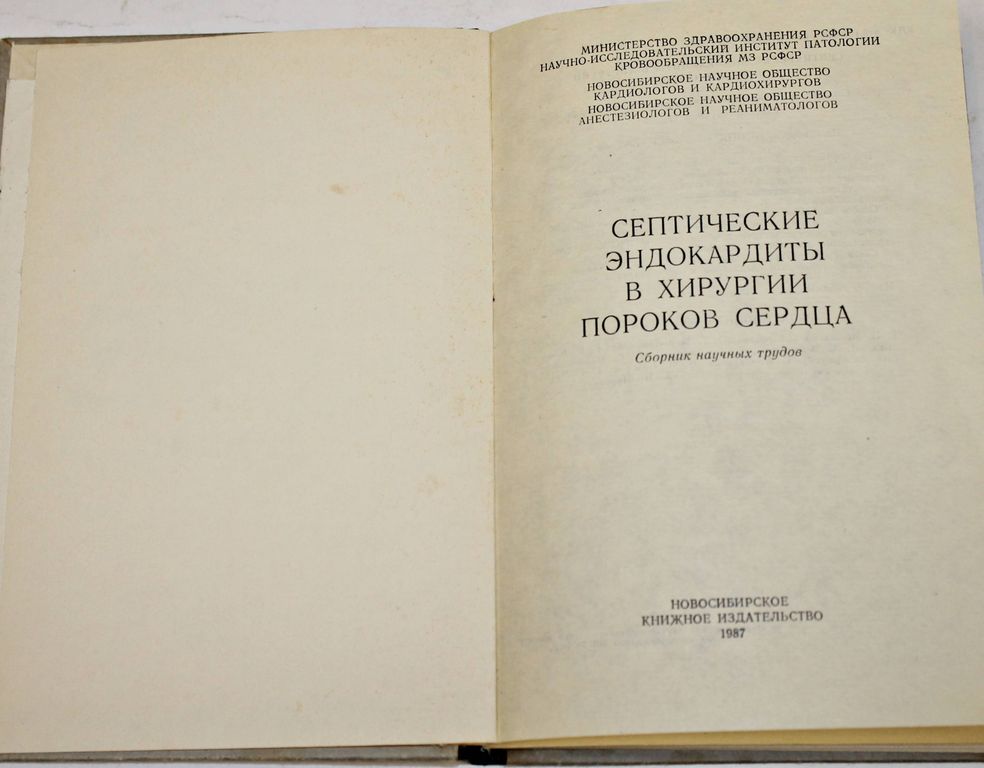 МИНИСТЕРСТВО ЗДРАВООХРАНЕНИЯ РСФСР
НАУЧНО-ИССЛЕДОВАТЕЛЬСКИЙ ИНСТИТУТ ПАТОЛОГИИ
КРОВООБРАЩЕНИЯ МЗ РСФСР
НОВОСИБИРСКОЕ НАУЧНОЕ ОБЩЕСТВО
КАРДИОЛОГОВ И КАРДИОХИРУРГОВ
НОВОСИБИРСКОЕ НАУЧНОЕ ОБЩЕСТВО
АНЕСТЕЗИОЛОГОВ И РЕАНИМАТОЛОГОВ
СЕПТИЧЕСКИЕ
ЭНДОКАРДИТЫ
В ХИРУРГИИ
ПОРОКОВ СЕРДЦА
Сборник научных трудов
НОВОСИБИРСКОЕ
КНИЖНОЕ ИЗДАТЕЛЬСТВО
1987